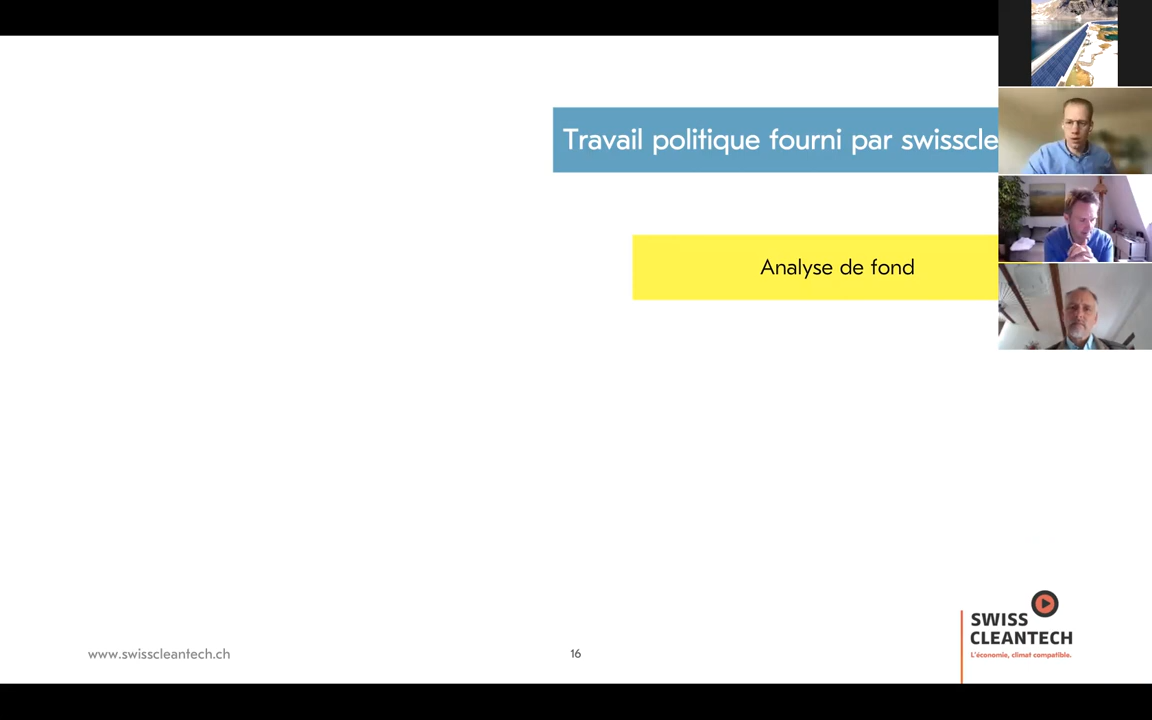 Travail politique fourni par swisscle
Analyse de fond
SWISS
CLEANTECH
L'économie, climat compatible.
www.swisscleantech.ch
16